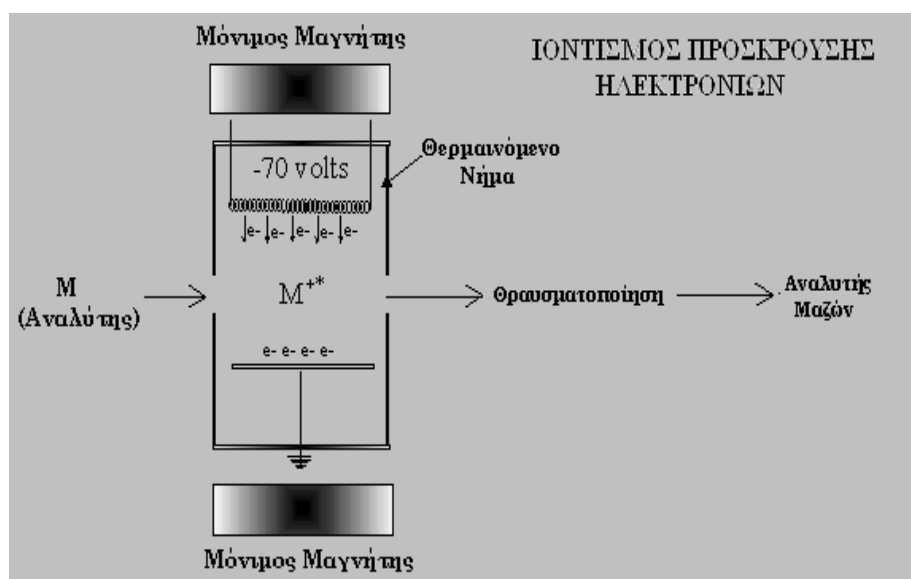 Μόνιμος Μαγνήτης
ΙΟΝΤΙΣΜΟΣ ΠΡΟΣΚΡΟΥΣΗΣ
ΗΛΕΚΤΡΟΝΙΩΝ
-70 volts
Θερμαινόμενο
Νήμα
e- e- e- e- e-
Μ
(Αναλύτης)
M+*
Θραυσματοποίηση
Αναλυτής
Μαζών
e- e- e- e-
Μόνιμος Μαγνήτης